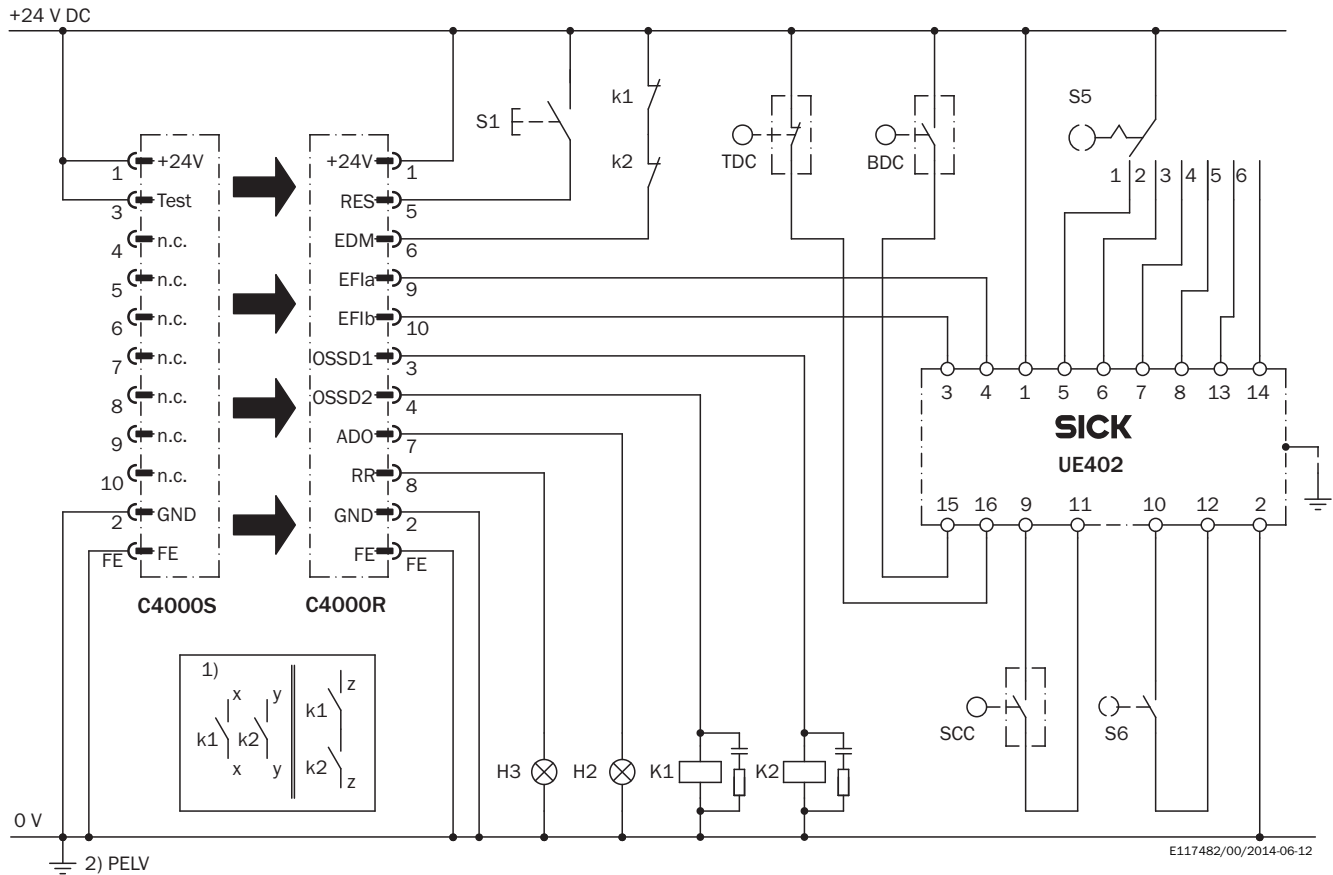 +24 V DC
k1
S1
k2
TDC
BDC
S5
1 2 3 4 5 6
1 +24V
3 Test
4 n.c.
5 n.c.
6 n.c.
7 n.c.
8 n.c.
9 n.c.
10 n.c.
2 GND
FE FE
C4000S
+24V 1
RES 5
EDM 6
EFIa 9
EFIb 10
OSSD1 3
OSSD2 4
ADO 7
RR 8
GND 2
FE FE
C4000R
3 4 1 5 6 7 8 13 14
SICK
UE402
15 16 9 11 10 12 2
1)
x y z
k1 k2 k1
x y k2 z
H3 H2 K1 K2
SCC
S6
0 V
2) PELV
E117482/00/2014-06-12